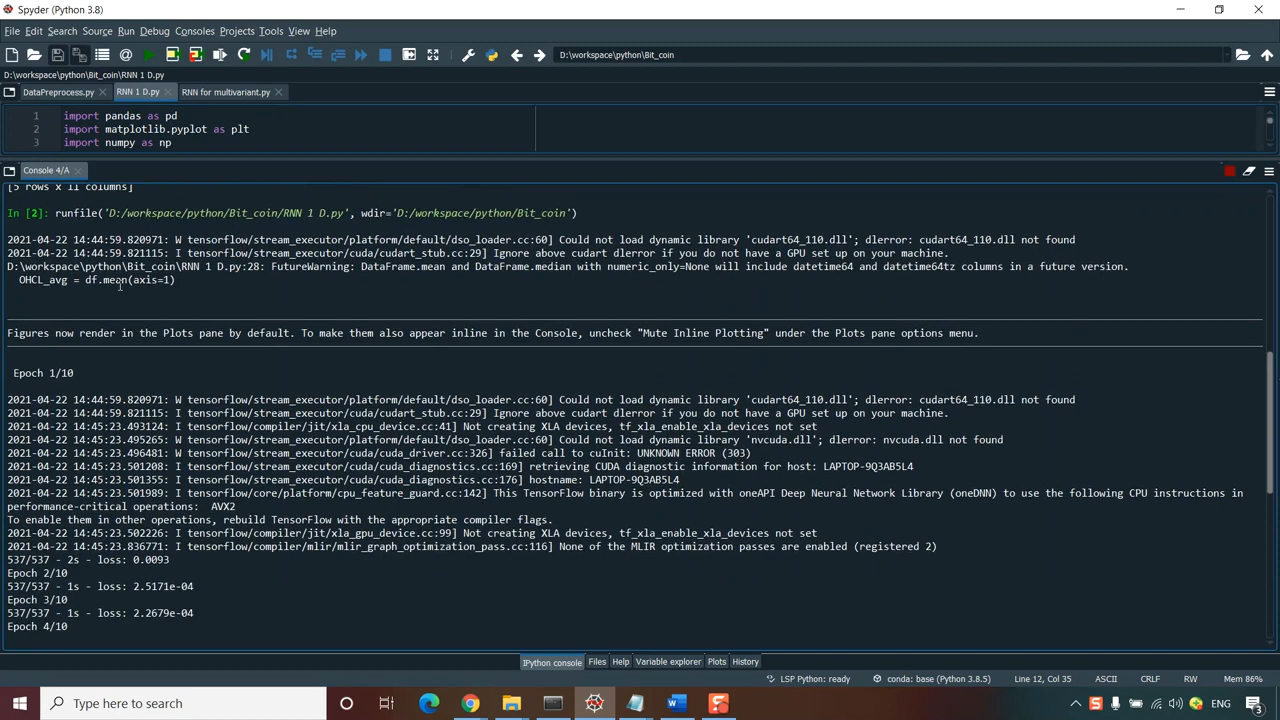 Spyder (Python 3.8)
File Edit Search Source Run Debug Consoles Projects Tools View Help
D:\workspace\python\Bit_coin
D:\workspace\python\Bit_coin\RNN 1 D.py
DataPreprocess.py RNN 1 D.py RNN for multivariant.py
1 import pandas as pd
2 import matplotlib.pyplot as plt
3 import numpy as np
Console 4/A
[5 rows x 11 columns]
In [2]: runfile('D:/workspace/python/Bit_coin/RNN 1 D.py', wdir='D:/workspace/python/Bit_coin')
2021-04-22 14:44:59.820971: W tensorflow/stream_executor/platform/default/dso_loader.cc:60] Could not load dynamic library 'cudart64_110.dll'; dlerror: cudart64_110.dll not found
2021-04-22 14:44:59.821115: I tensorflow/stream_executor/cuda/cudart_stub.cc:29] Ignore above cudart dlerror if you do not have a GPU set up on your machine.
D:\workspace\python\Bit_coin\RNN 1 D.py:28: FutureWarning: DataFrame.mean and DataFrame.median with numeric_only=None will include datetime64 and datetime64tz columns in a future version.
OHCL_avg = df.mean(axis=1)
Figures now render in the Plots pane by default. To make them also appear inline in the Console, uncheck "Mute Inline Plotting" under the Plots pane options menu.
Epoch 1/10
2021-04-22 14:44:59.820971: W tensorflow/stream_executor/platform/default/dso_loader.cc:60] Could not load dynamic library 'cudart64_110.dll'; dlerror: cudart64_110.dll not found
2021-04-22 14:44:59.821115: I tensorflow/stream_executor/cuda/cudart_stub.cc:29] Ignore above cudart dlerror if you do not have a GPU set up on your machine.
2021-04-22 14:45:23.493124: I tensorflow/compiler/jit/xla_cpu_device.cc:41] Not creating XLA devices, tf_xla_enable_xla_devices not set
2021-04-22 14:45:23.495265: W tensorflow/stream_executor/platform/default/dso_loader.cc:60] Could not load dynamic library 'nvcuda.dll'; dlerror: nvcuda.dll not found
2021-04-22 14:45:23.496481: W tensorflow/stream_executor/cuda/cuda_driver.cc:326] failed call to cuInit: UNKNOWN ERROR (303)
2021-04-22 14:45:23.501208: I tensorflow/stream_executor/cuda/cuda_diagnostics.cc:169] retrieving CUDA diagnostic information for host: LAPTOP-9Q3AB5L4
2021-04-22 14:45:23.501355: I tensorflow/stream_executor/cuda/cuda_diagnostics.cc:176] hostname: LAPTOP-9Q3AB5L4
2021-04-22 14:45:23.501989: I tensorflow/core/platform/cpu_feature_guard.cc:142] This TensorFlow binary is optimized with oneAPI Deep Neural Network Library (oneDNN) to use the following CPU instructions in
performance-critical operations: AVX2
To enable them in other operations, rebuild TensorFlow with the appropriate compiler flags.
2021-04-22 14:45:23.502226: I tensorflow/compiler/jit/xla_gpu_device.cc:99] Not creating XLA devices, tf_xla_enable_xla_devices not set
2021-04-22 14:45:23.836771: I tensorflow/compiler/mlir/mlir_graph_optimization_pass.cc:116] None of the MLIR optimization passes are enabled (registered 2)
537/537 - 2s - loss: 0.0093
Epoch 2/10
537/537 - 1s - loss: 2.5171e-04
Epoch 3/10
537/537 - 1s - loss: 2.2679e-04
Epoch 4/10
IPython console Files Help Variable explorer Plots History
LSP Python: ready conda: base (Python 3.8.5) Line 12, Col 35 ASCII CRLF RW Mem 86%
Type here to search
ENG
3